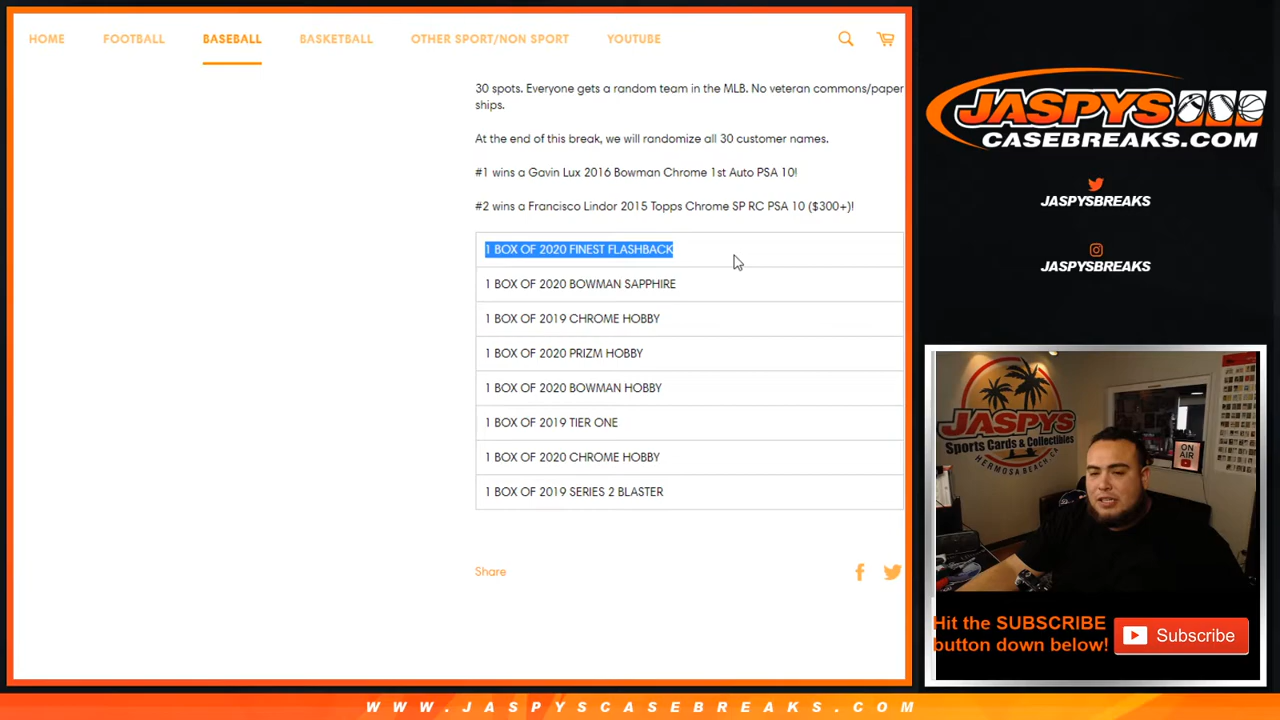 HOME FOOTBALL BASEBALL BASKETBALL OTHER SPORT/NON SPORT YOUTUBE
30 spots. Everyone gets a random team in the MLB. No veteran commons/paper
ships.
At the end of this break, we will randomize all 30 customer names.
#1 wins a Gavin Lux 2016 Bowman Chrome 1st Auto PSA 10!
#2 wins a Francisco Lindor 2015 Topps Chrome SP RC PSA 10 ($300+)!
1 BOX OF 2020 FINEST FLASHBACK
1 BOX OF 2020 BOWMAN SAPPHIRE
1 BOX OF 2019 CHROME HOBBY
1 BOX OF 2020 PRIZM HOBBY
1 BOX OF 2020 BOWMAN HOBBY
1 BOX OF 2019 TIER ONE
1 BOX OF 2020 CHROME HOBBY
1 BOX OF 2019 SERIES 2 BLASTER
Share
JASPYS
CASEBREAKS.COM
JASPYSBREAKS
JASPYSBREAKS
JASPYS
Sports Cards & Collectibles
HERMOSA BEACH, CA
ON
AIR
Hit the SUBSCRIBE
button down below!
Subscribe
WWW.JASPYSCASEBREAKS.COM